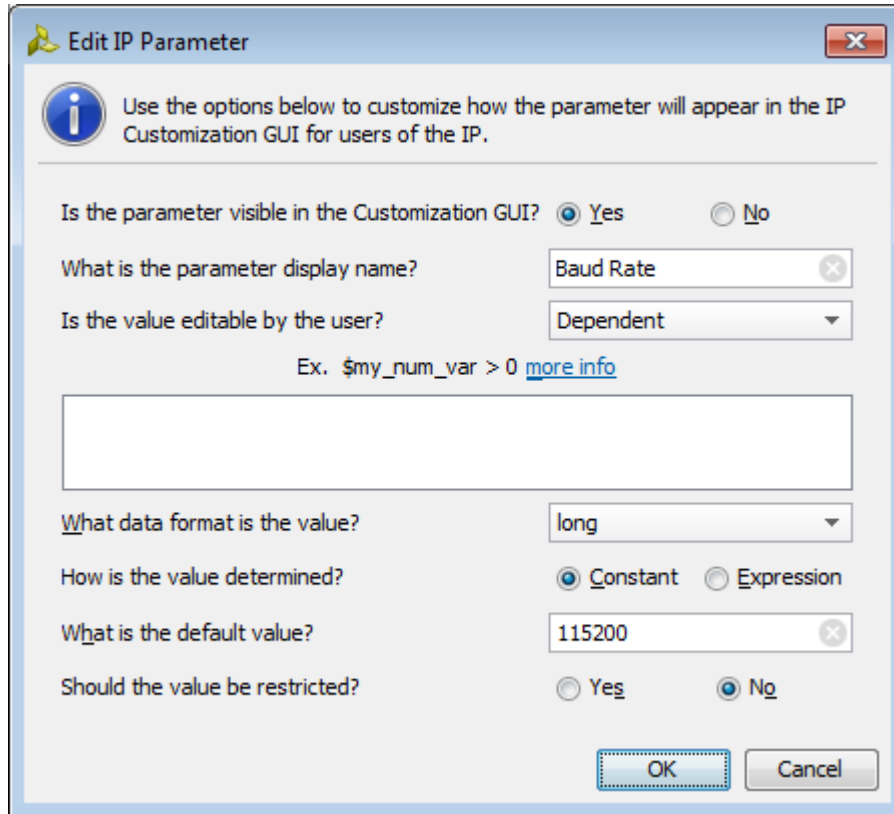 Edit IP Parameter
Use the options below to customize how the parameter will appear in the IP
Customization GUI for users of the IP.
Is the parameter visible in the Customization GUI? Yes No
What is the parameter display name? Baud Rate
Is the value editable by the user? Dependent
Ex. $my_num_var > 0 more info
What data format is the value? long
How is the value determined? Constant Expression
What is the default value? 115200
Should the value be restricted? Yes No
OK Cancel